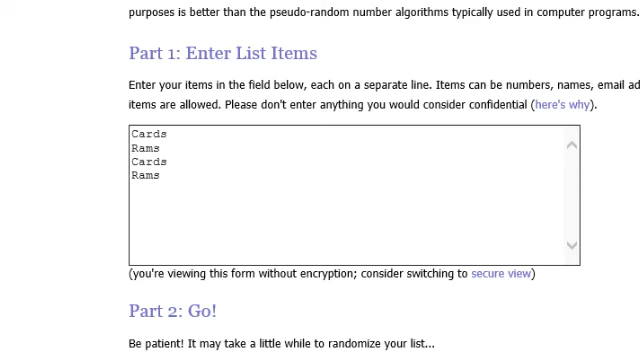 purposes is better than the pseudo-random number algorithms typically used in computer programs.
Part 1: Enter List Items
Enter your items in the field below, each on a separate line. Items can be numbers, names, email ad
items are allowed. Please don't enter anything you would consider confidential (here's why).
Cards
Rams
Cards
Rams
(you're viewing this form without encryption; consider switching to secure view)
Part 2: Go!
Be patient! It may take a little while to randomize your list...